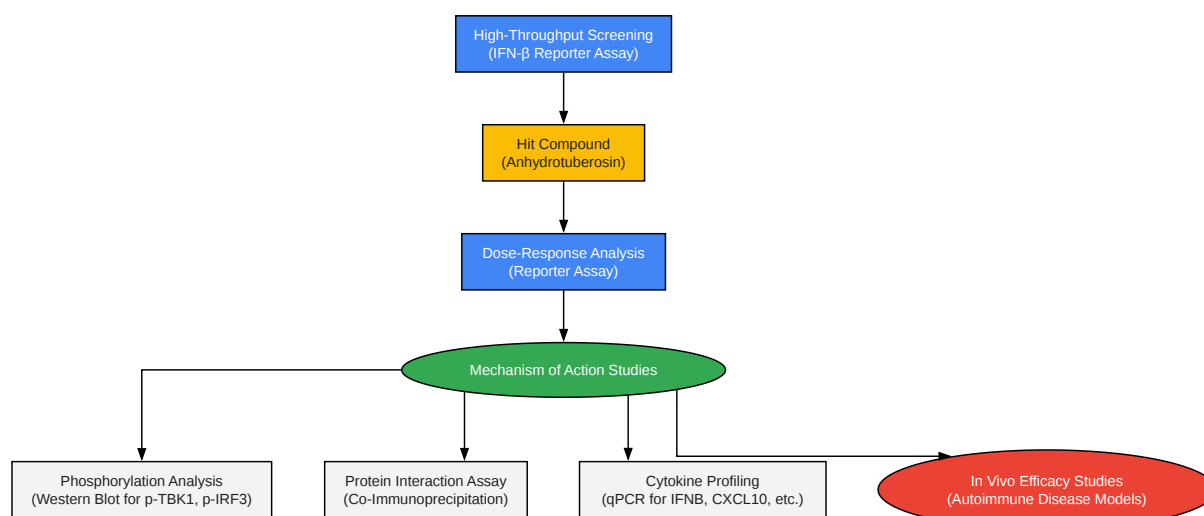 High-Throughput Screening
(IFN-β Reporter Assay)
Hit Compound
(Anhydrotuberosin)
Dose-Response Analysis
(Reporter Assay)
Mechanism of Action Studies
Phosphorylation Analysis
(Western Blot for p-TBK1, p-IRF3)
Protein Interaction Assay
(Co-Immunoprecipitation)
Cytokine Profiling
(qPCR for IFNB, CXCL10, etc.)
In Vivo Efficacy Studies
(Autoimmune Disease Models)